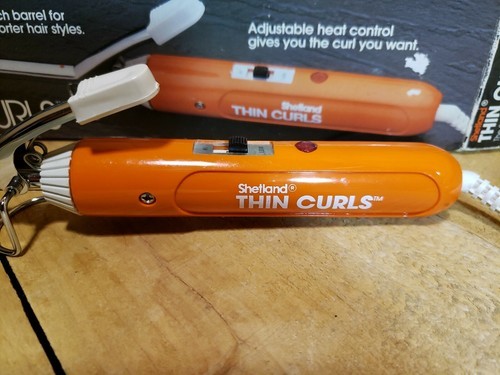 ch barrel for
orter hair styles.
Adjustable heat control
gives you the curl you want.
Shetland
THIN CURLS
Shetland®
THIN CURLS™